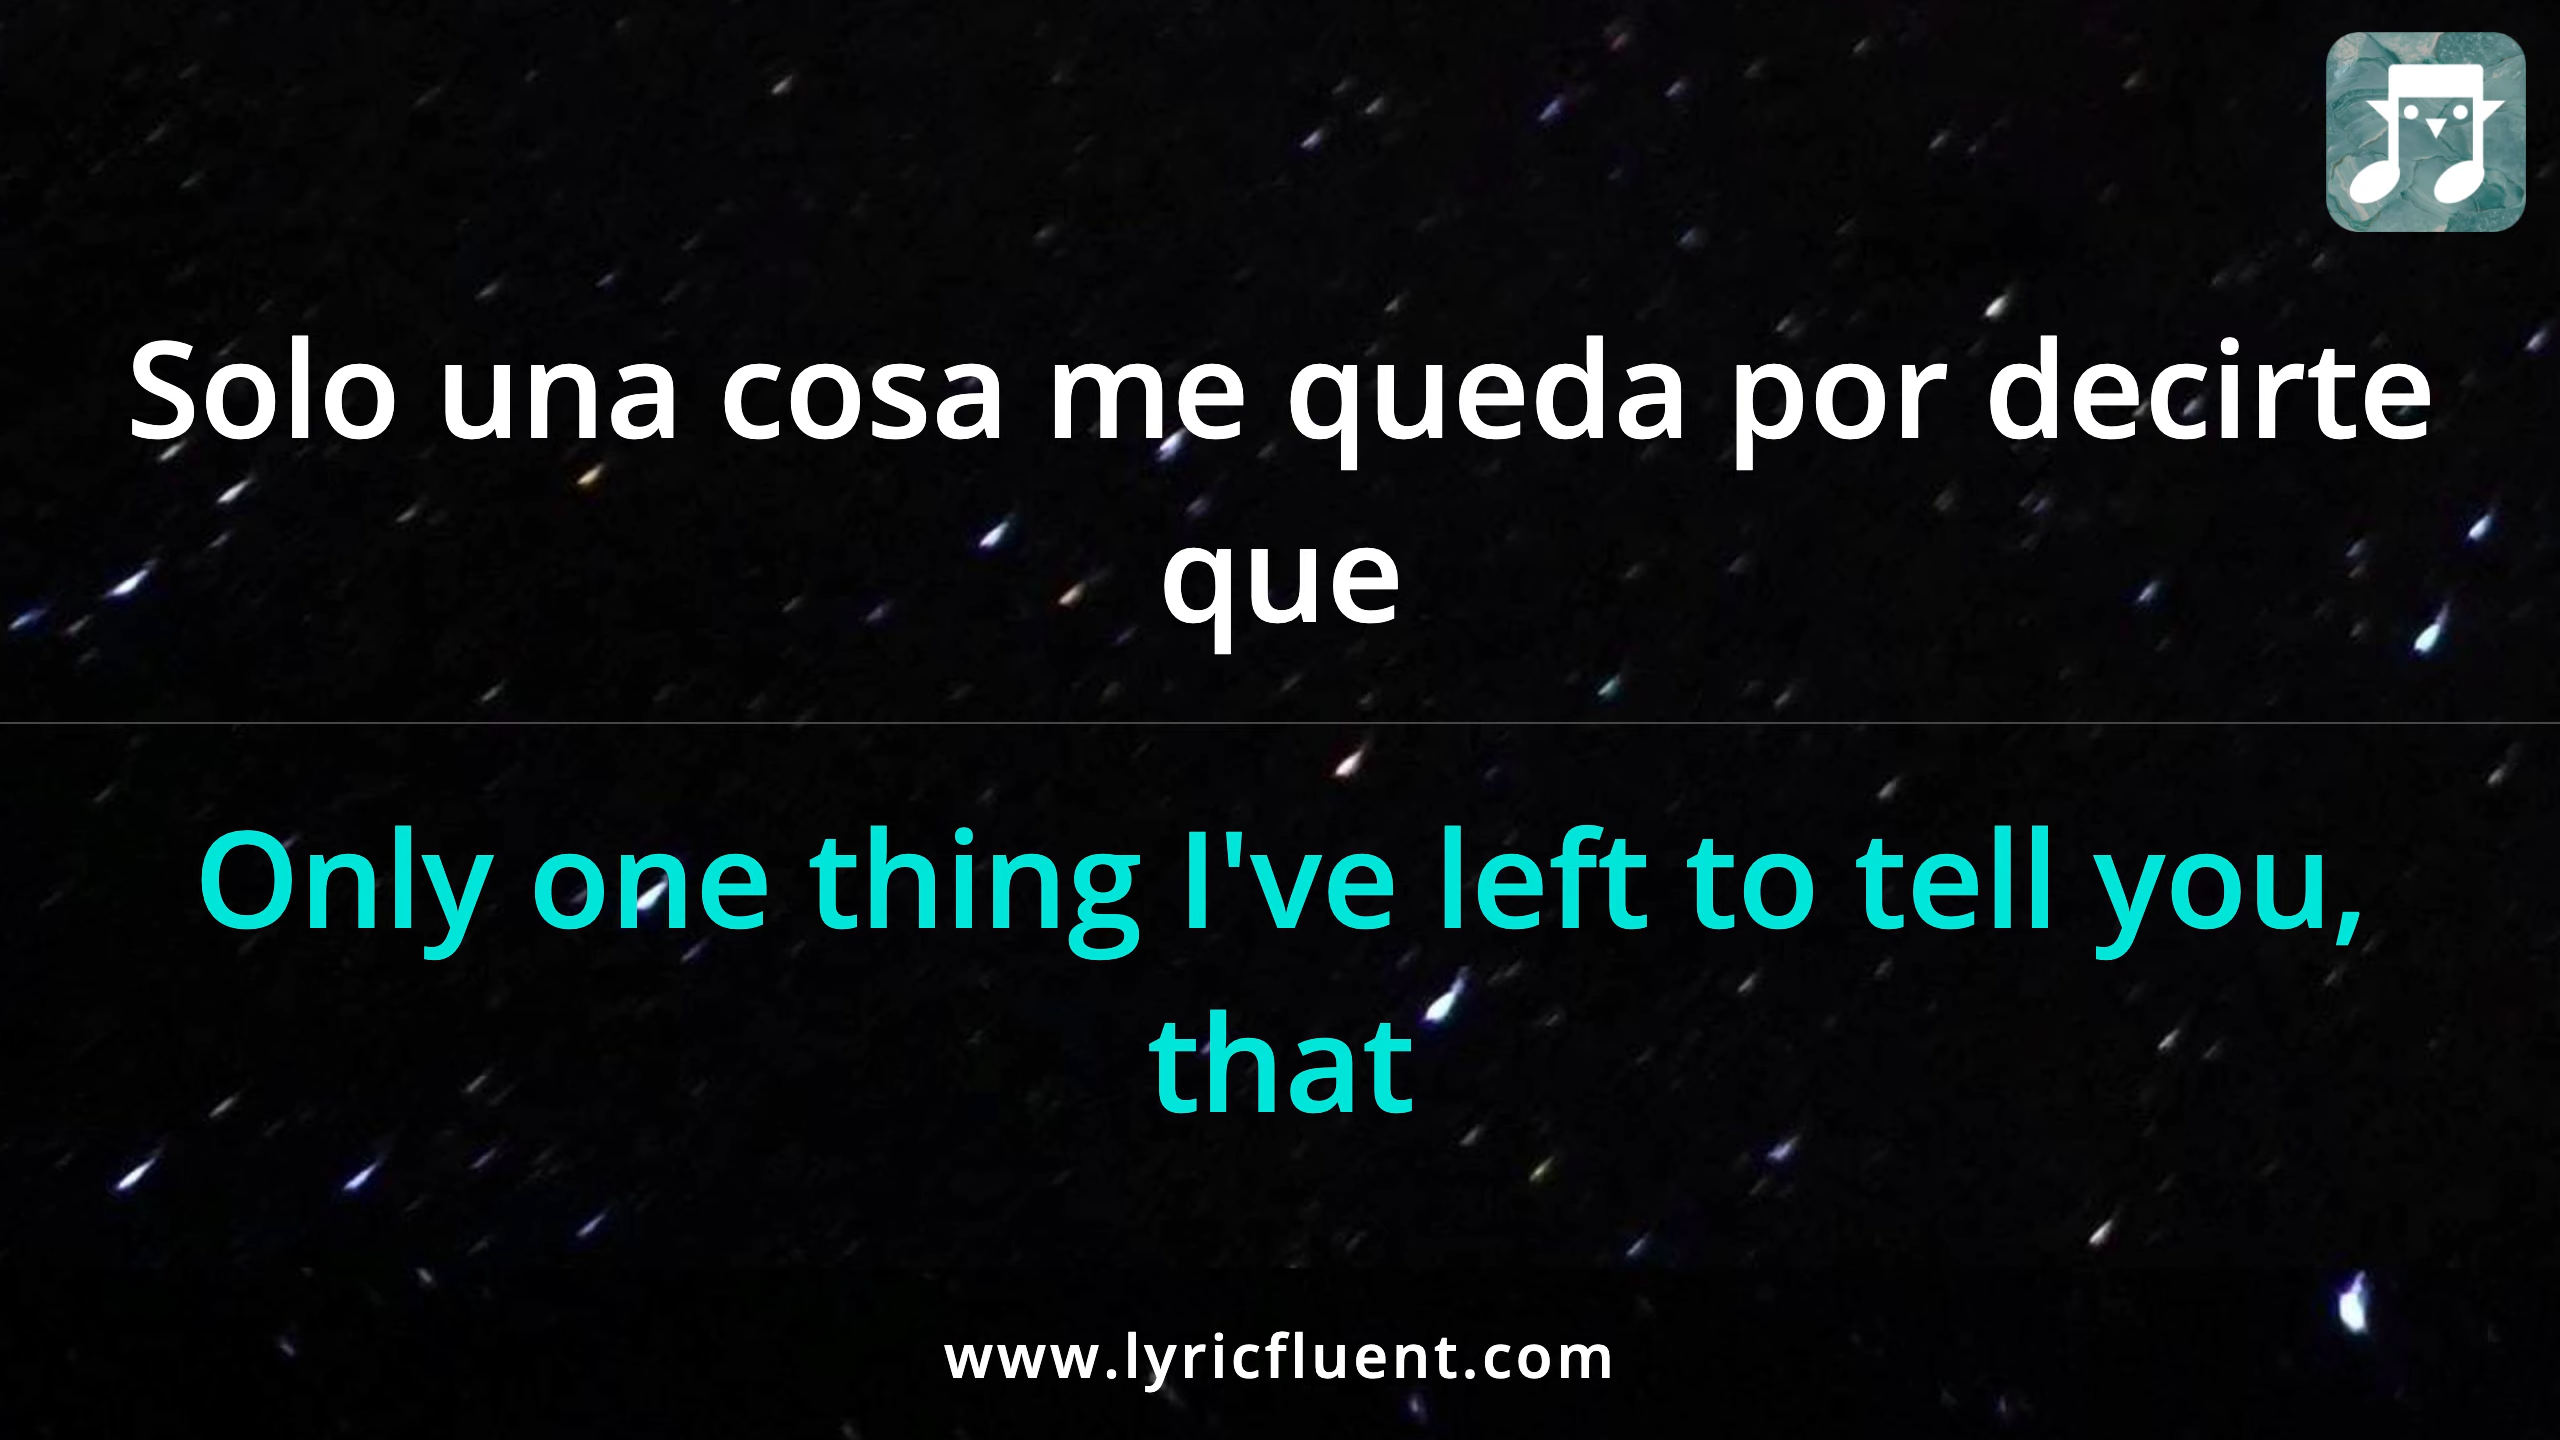 Solo una cosa me queda por decirte
que
Only one thing I've left to tell you,
that
www.lyricfluent.com